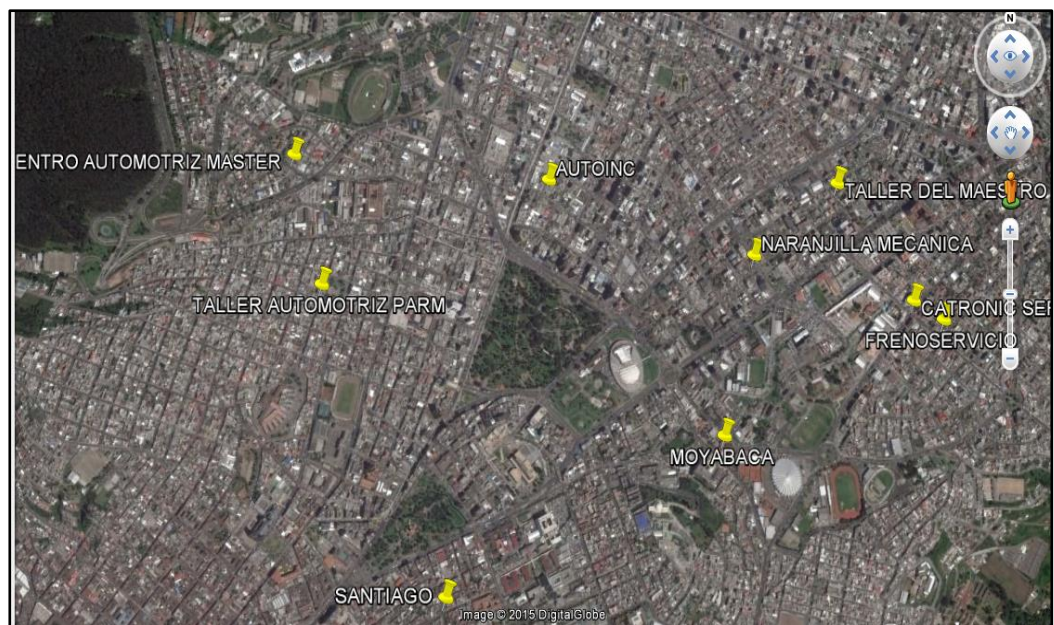 N
ENTRO AUTOMOTRIZ MASTER
AUTOINC
TALLER DEL MAESTRO
NARANJILLA MECANICA
TALLER AUTOMOTRIZ PARM
CATRONIC SER
FRENOSERVICIO
MOYABACA
SANTIAGO
Image © 2015 DigitalGlobe